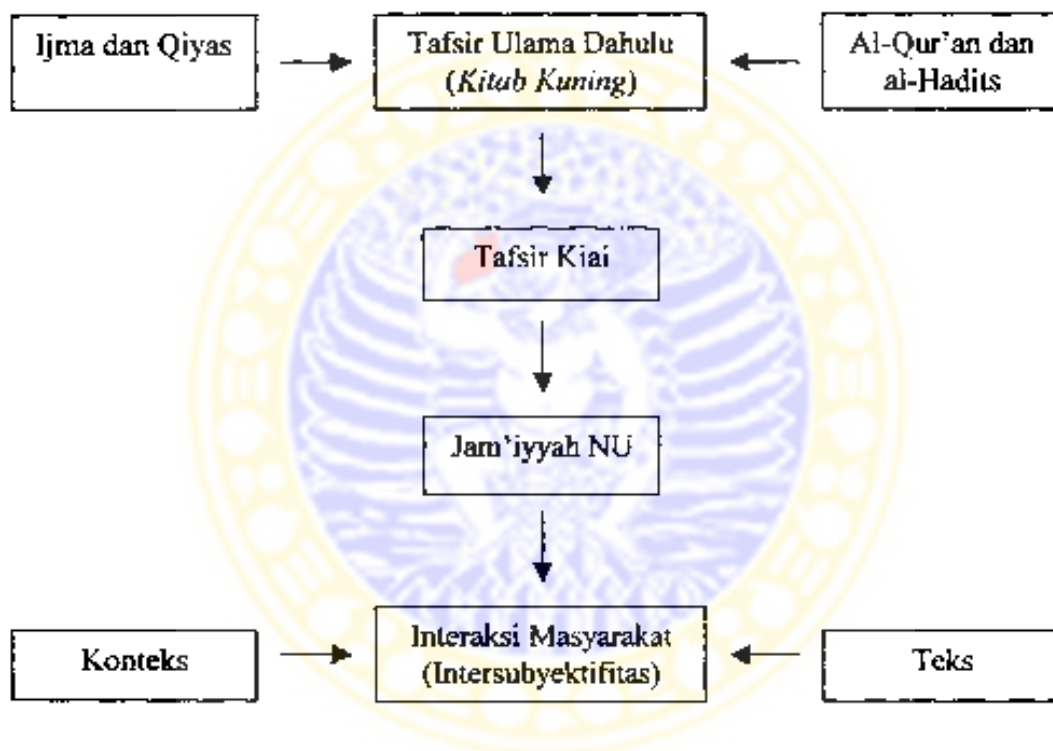 Ijma dan Qiyas
Tafsir Ulama Dahulu
(Kitab Kuning)
Al-Qur'an dan
al-Hadits
Tafsir Kiai
Jam'iyyah NU
Konteks
Interaksi Masyarakat
(Intersubyektifitas)
Teks